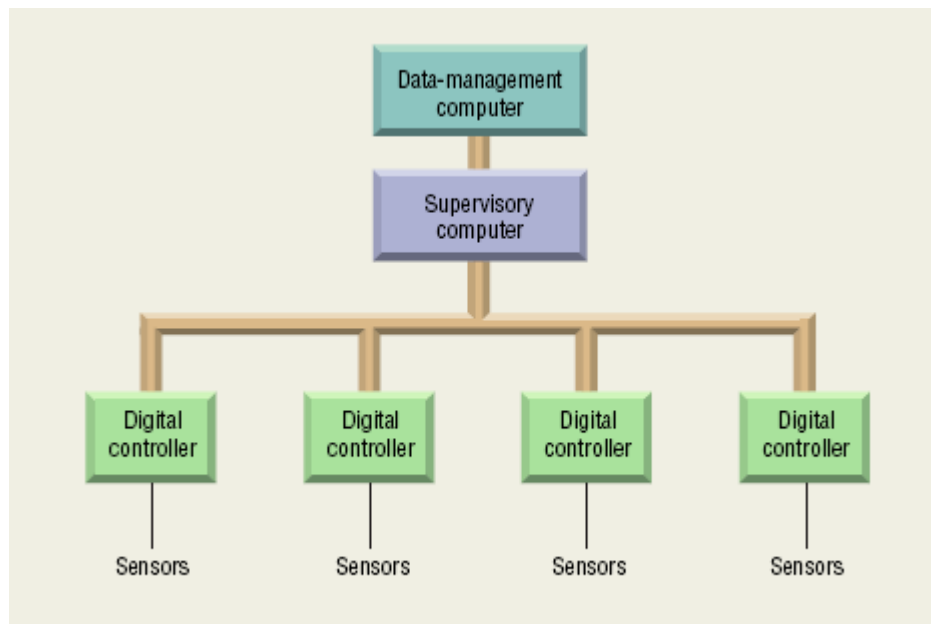 Data-management
computer
Supervisory
computer
Digital
controller
Digital
controller
Digital
controller
Digital
controller
Sensors
Sensors
Sensors
Sensors